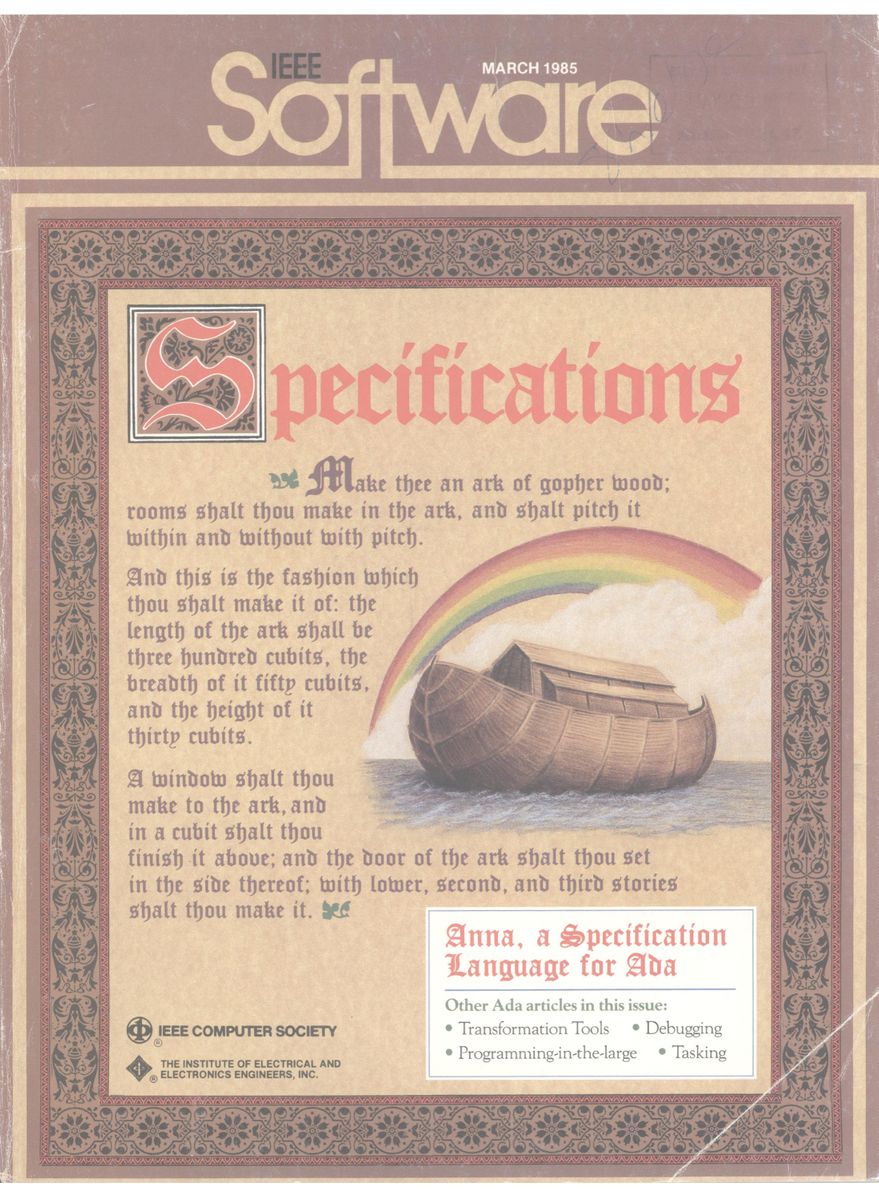 IEEE
MARCH 1985
Software
Specifications
Make thee an ark of gopher wood;
rooms shalt thou make in the ark, and shalt pitch it
within and without with pitch.
And this is the fashion which
thou shalt make it of: the
length of the ark shall be
three hundred cubits, the
breadth of it fifty cubits,
and the height of it
thirty cubits.
A window shalt thou
make to the ark, and
in a cubit shalt thou
finish it above; and the door of the ark shalt thou set
in the side thereof; with lower, second, and third stories
shalt thou make it.
Anna, a Specification
Language for Ada
Other Ada articles in this issue:
• Transformation Tools • Debugging
• Programming-in-the-large • Tasking
IEEE COMPUTER SOCIETY
®
THE INSTITUTE OF ELECTRICAL AND
® ELECTRONICS ENGINEERS, INC.